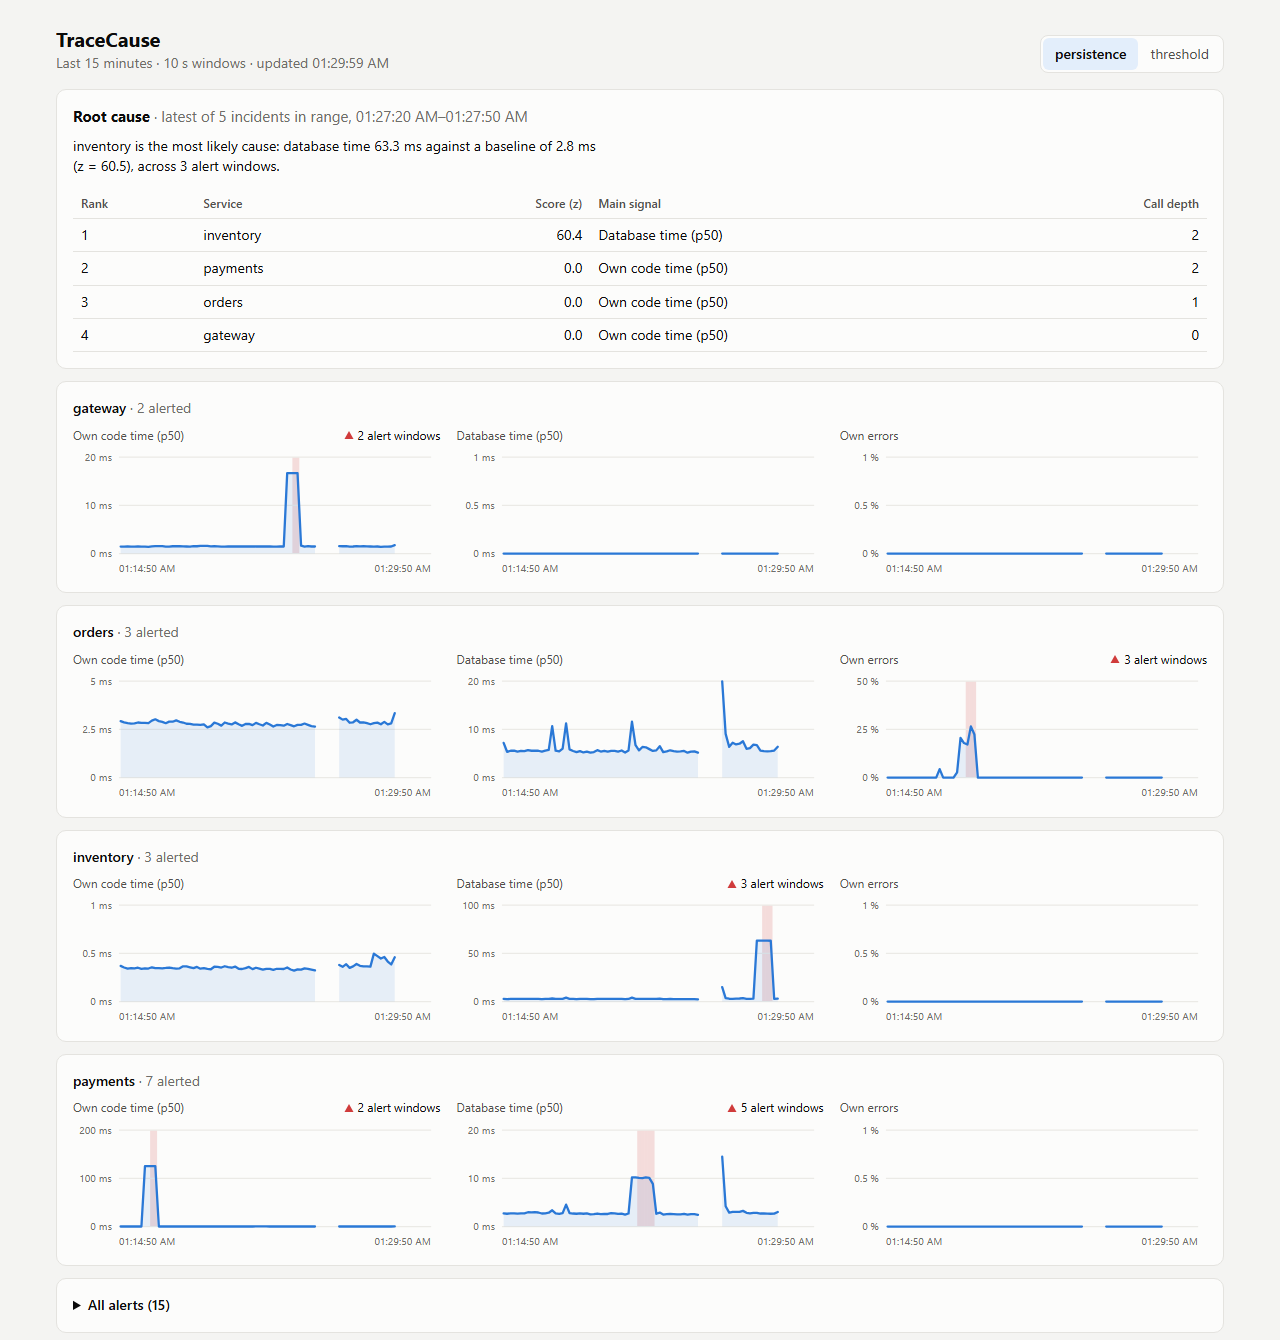 TraceCause
Last 15 minutes · 10 s windows · updated 01:29:59 AM
persistence threshold
Root cause · latest of 5 incidents in range, 01:27:20 AM–01:27:50 AM
inventory is the most likely cause: database time 63.3 ms against a baseline of 2.8 ms
(z = 60.5), across 3 alert windows.
Rank Service Score (z) Main signal Call depth
1 inventory 60.4 Database time (p50) 2
2 payments 0.0 Own code time (p50) 2
3 orders 0.0 Own code time (p50) 1
4 gateway 0.0 Own code time (p50) 0
gateway · 2 alerted
Own code time (p50) ▲ 2 alert windows
20 ms
10 ms
0 ms
01:14:50 AM 01:29:50 AM
Database time (p50)
1 ms
0.5 ms
0 ms
01:14:50 AM 01:29:50 AM
Own errors
1 %
0.5 %
0 %
01:14:50 AM 01:29:50 AM
orders · 3 alerted
Own code time (p50)
5 ms
2.5 ms
0 ms
01:14:50 AM 01:29:50 AM
Database time (p50)
20 ms
10 ms
0 ms
01:14:50 AM 01:29:50 AM
Own errors ▲ 3 alert windows
50 %
25 %
0 %
01:14:50 AM 01:29:50 AM
inventory · 3 alerted
Own code time (p50)
1 ms
0.5 ms
0 ms
01:14:50 AM 01:29:50 AM
Database time (p50) ▲ 3 alert windows
100 ms
50 ms
0 ms
01:14:50 AM 01:29:50 AM
Own errors
1 %
0.5 %
0 %
01:14:50 AM 01:29:50 AM
payments · 7 alerted
Own code time (p50) ▲ 2 alert windows
200 ms
100 ms
0 ms
01:14:50 AM 01:29:50 AM
Database time (p50) ▲ 5 alert windows
20 ms
10 ms
0 ms
01:14:50 AM 01:29:50 AM
Own errors
1 %
0.5 %
0 %
01:14:50 AM 01:29:50 AM
▶ All alerts (15)